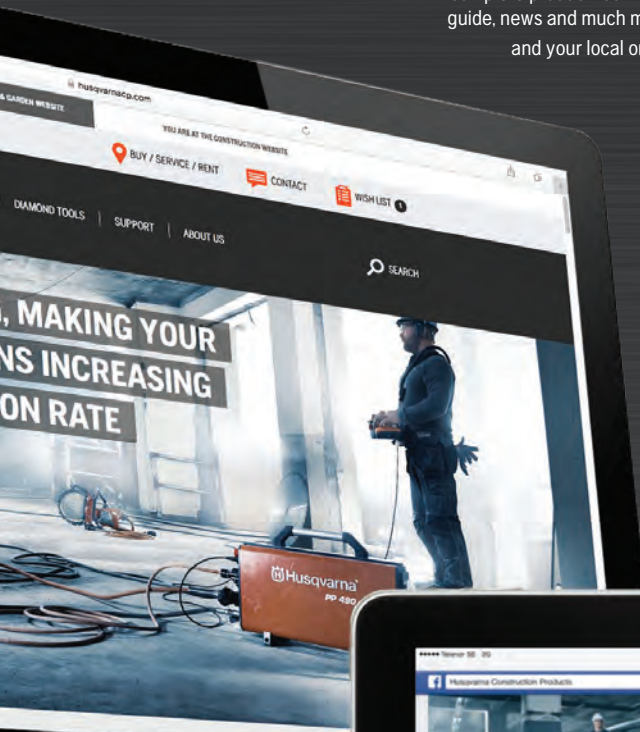 guide, news and much m
and your local o
husqvarnacp.com
& GARDEN WEBSITE
YOU ARE AT THE CONSTRUCTION WEBSITE
BUY / SERVICE / RENT
CONTACT
WISH LIST 1
DIAMOND TOOLS | SUPPORT | ABOUT US
SEARCH
, MAKING YOUR
NS INCREASING
ON RATE
Husqvarna
PP 490
Husqvarna Construction Products